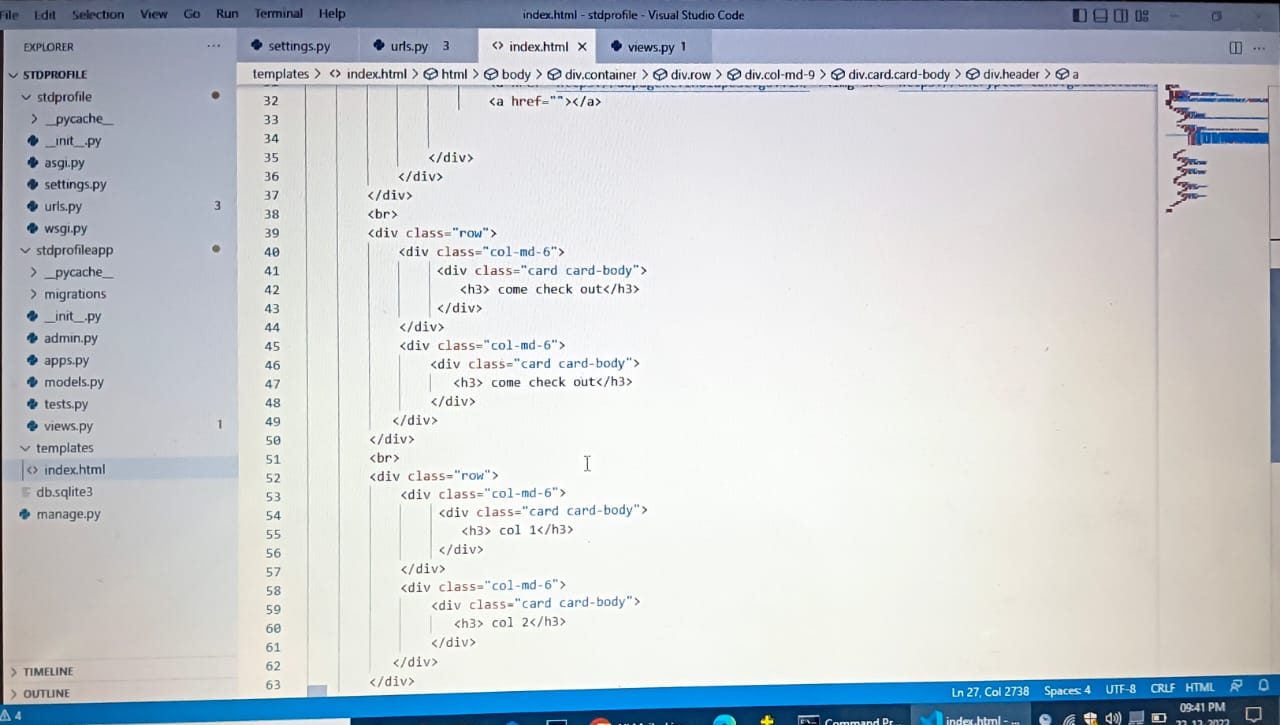 File Edit Selection View Go Run Terminal Help
index.html - stdprofile - Visual Studio Code
EXPLORER
settings.py
urls.py 3
index.html
views.py 1
STDPROFILE
templates > index.html > html > body > div.container > div.row > div.col-md-9 > div.card.card-body > div.header > a
stdprofile
__pycache__
__init__.py
asgi.py
settings.py
urls.py 3
wsgi.py
stdprofileapp
__pycache__
migrations
__init__.py
admin.py
apps.py
models.py
tests.py
views.py 1
templates
index.html
db.sqlite3
manage.py
TIMELINE
OUTLINE
32 <a href=""></a>
33
34
35 </div>
36 </div>
37 </div>
38 <br>
39 <div class="row">
40 <div class="col-md-6">
41 <div class="card card-body">
42 <h3> come check out</h3>
43 </div>
44 </div>
45 <div class="col-md-6">
46 <div class="card card-body">
47 <h3> come check out</h3>
48 </div>
49 </div>
50 </div>
51 <br>
52 <div class="row">
53 <div class="col-md-6">
54 <div class="card card-body">
55 <h3> col 1</h3>
56 </div>
57 </div>
58 <div class="col-md-6">
59 <div class="card card-body">
60 <h3> col 2</h3>
61 </div>
62 </div>
63 </div>
4
Ln 27, Col 2738 Spaces: 4 UTF-8 CRLF HTML
Command Pr...
index.html - ...
09:41 PM